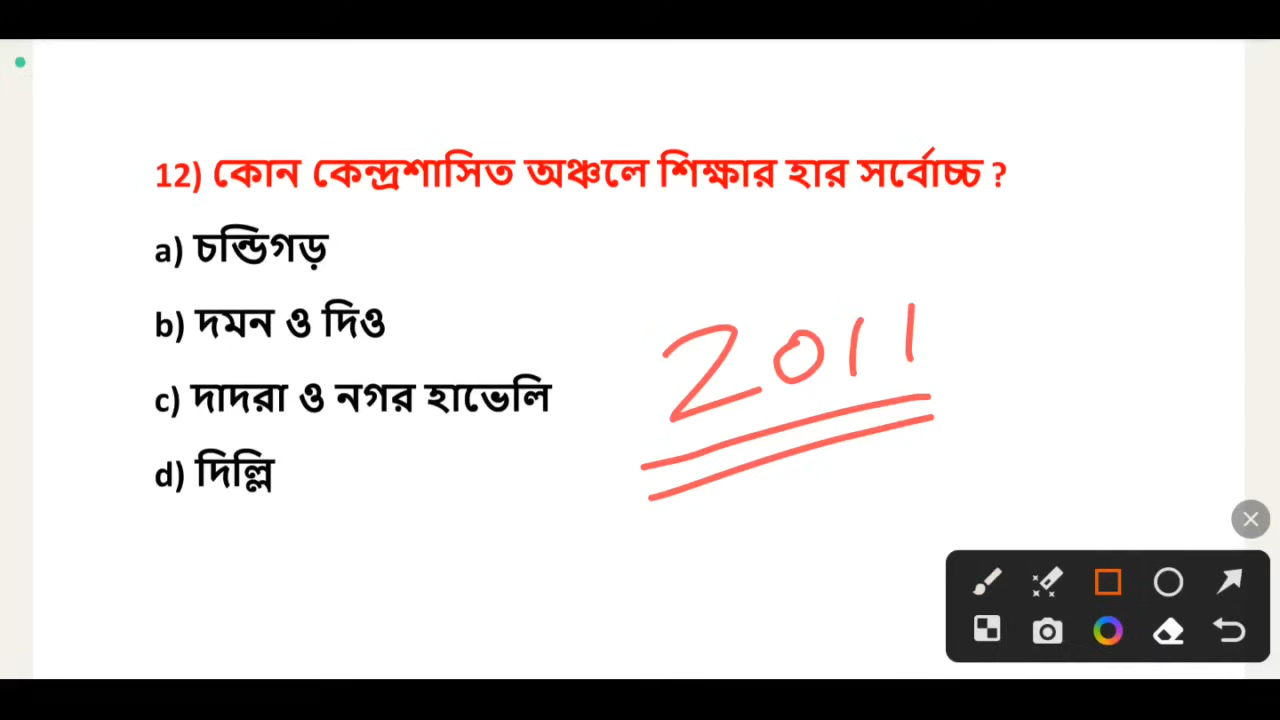 12) কোন কেন্দ্রশাসিত অঞ্চলে শিক্ষার হার সর্বোচ্চ ?
a) চন্ডিগড়
b) দমন ও দিও
c) দাদরা ও নগর হাভেলি
d) দিল্লি
2011